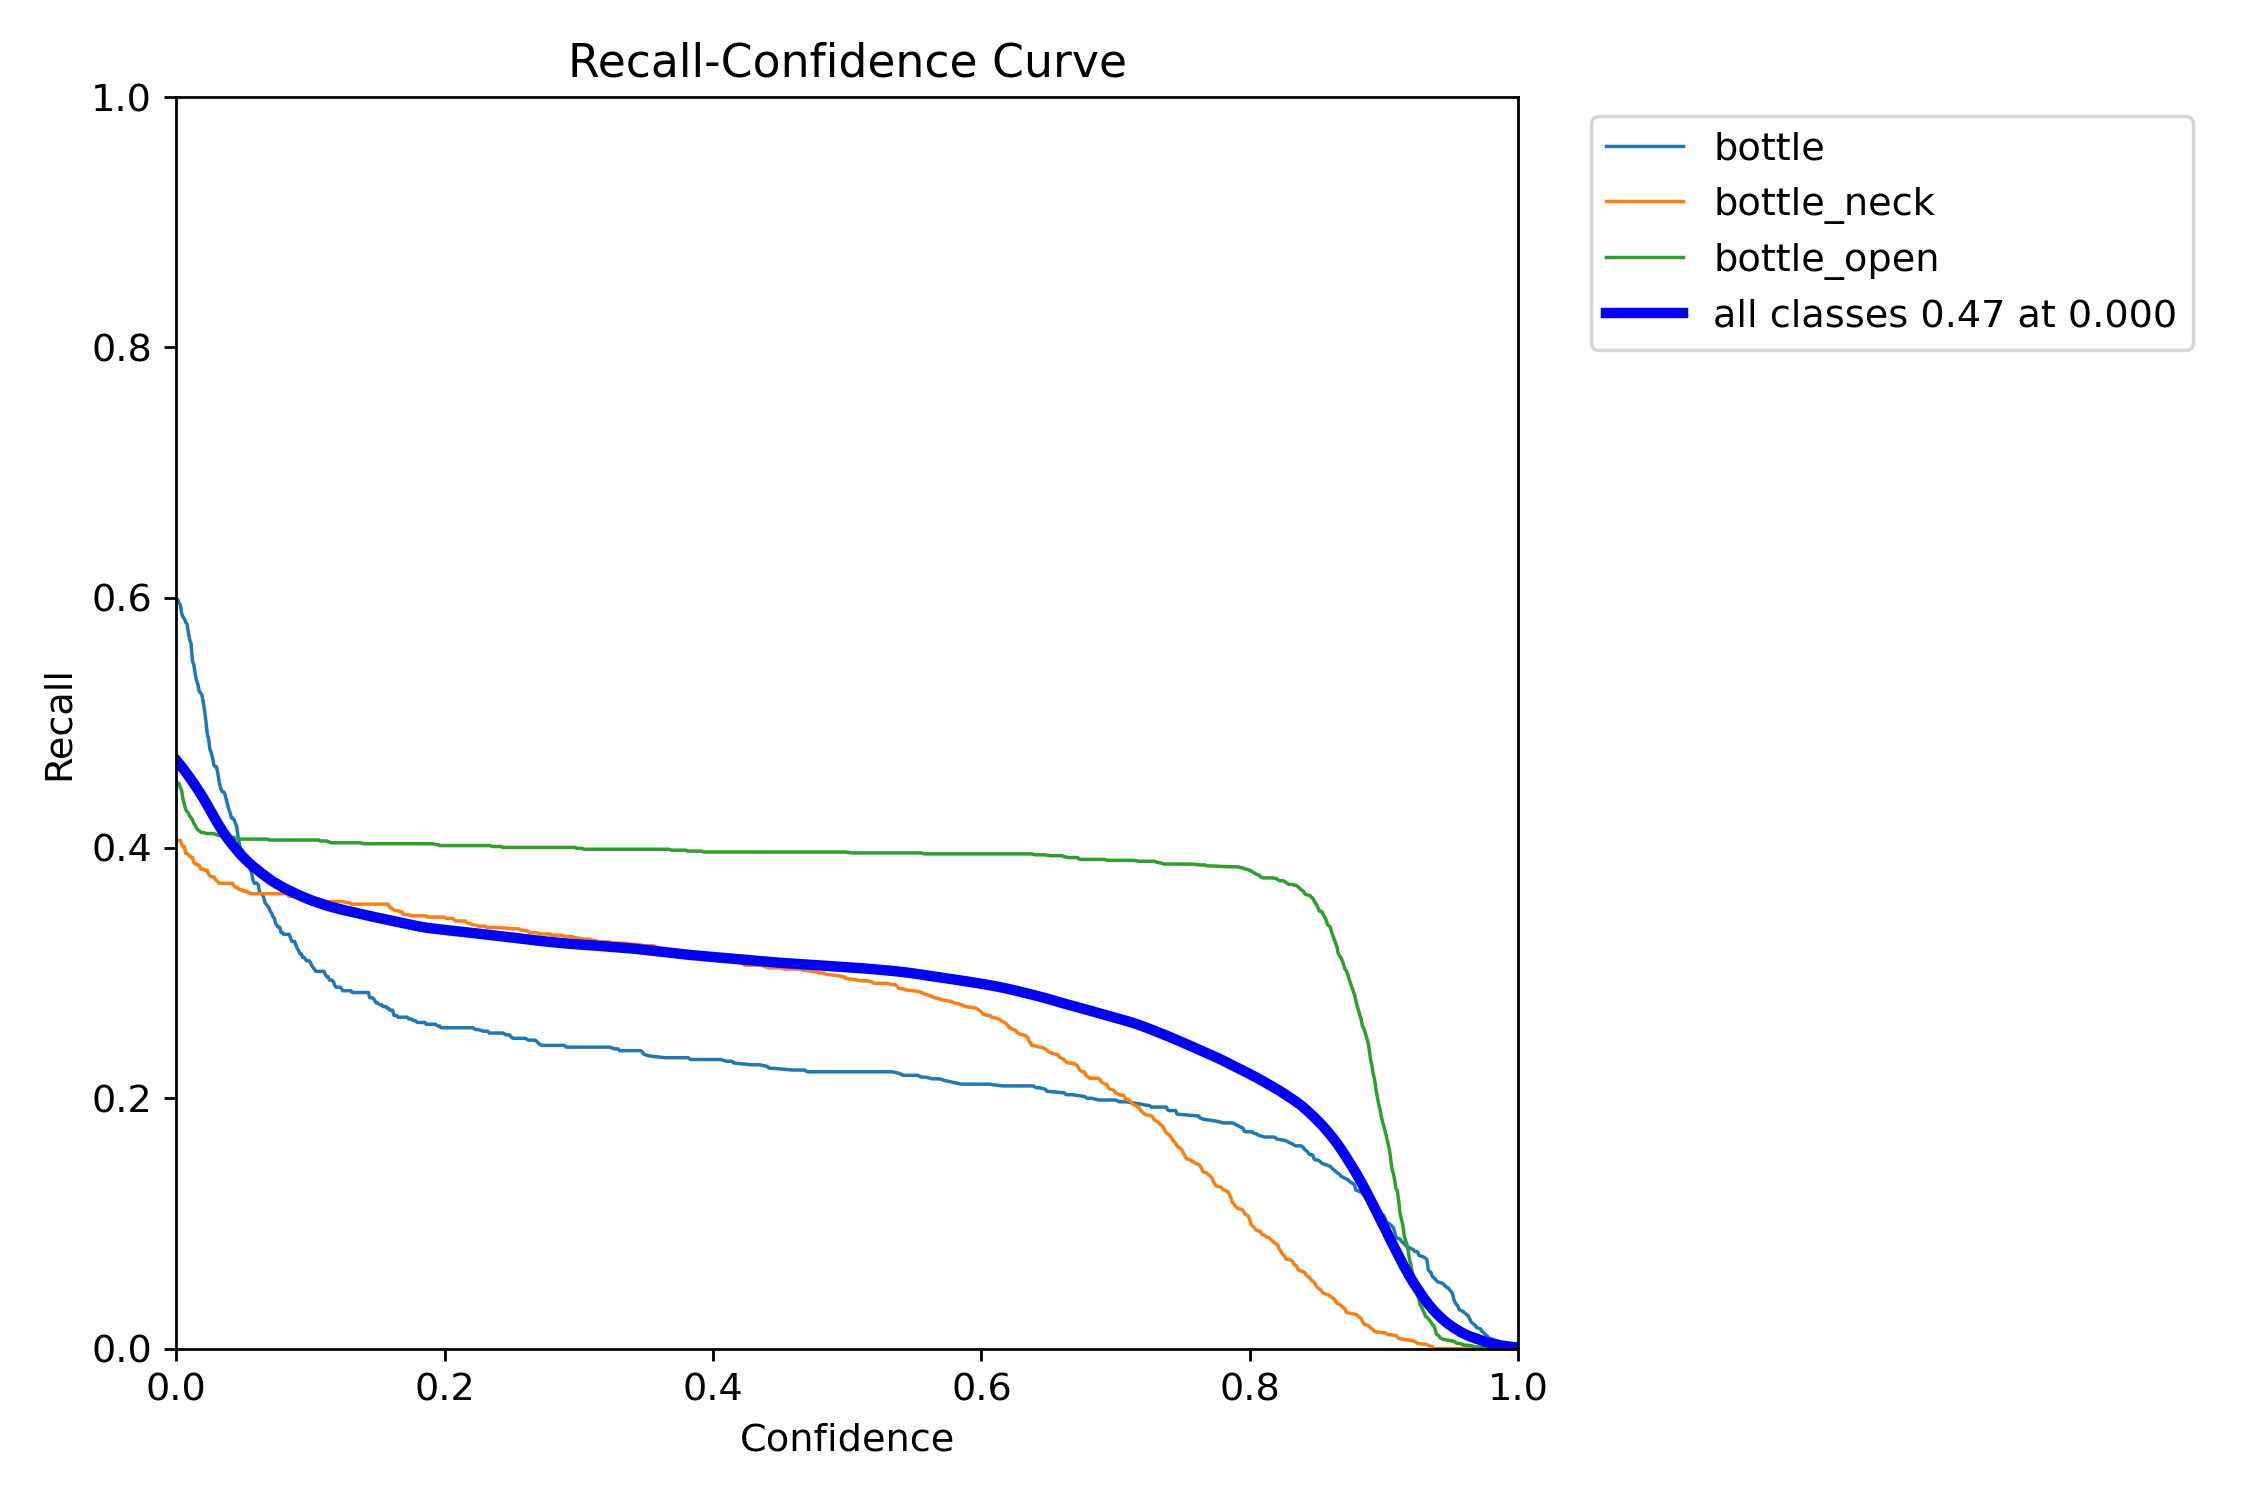 Recall-Confidence Curve
1.0
0.8
0.6
0.4
0.2
0.0
Recall
0.0 0.2 0.4 0.6 0.8 1.0
Confidence
bottle
bottle_neck
bottle_open
all classes 0.47 at 0.000